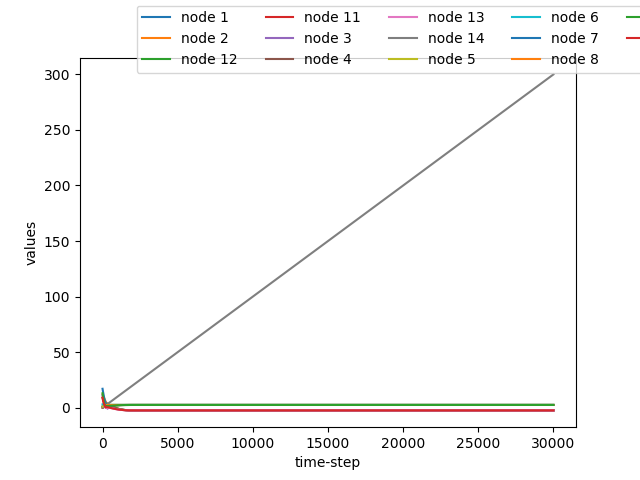 node 1 node 11 node 13 node 6
node 2 node 3 node 14 node 7
node 12 node 4 node 5 node 8
300
250
200
150
100
50
0
values
0 5000 10000 15000 20000 25000 30000
time-step